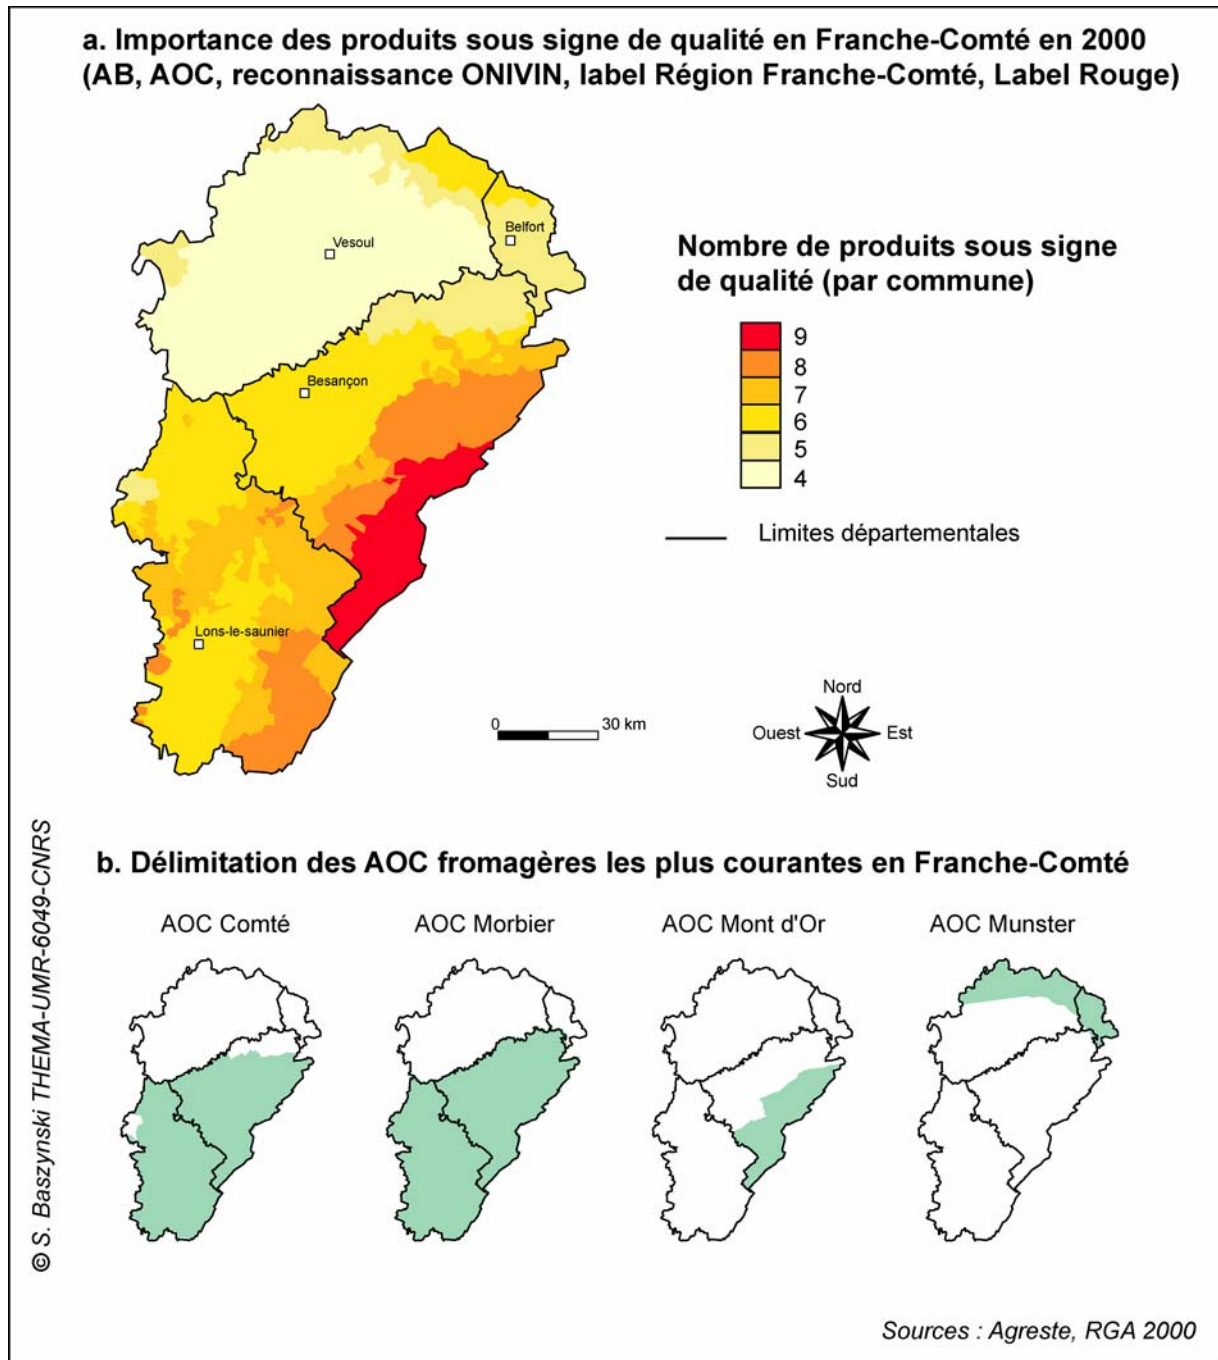 a. Importance des produits sous signe de qualité en Franche-Comté en 2000
(AB, AOC, reconnaissance ONIVIN, label Région Franche-Comté, Label Rouge)
Vesoul
Belfort
Besançon
Lons-le-saunier
Nombre de produits sous signe
de qualité (par commune)
9
8
7
6
5
4
Limites départementales
0 30 km
Nord
Ouest Est
Sud
b. Délimitation des AOC fromagères les plus courantes en Franche-Comté
AOC Comté
AOC Morbier
AOC Mont d'Or
AOC Munster
© S. Baszynski THEMA-UMR-6049-CNRS
Sources : Agreste, RGA 2000